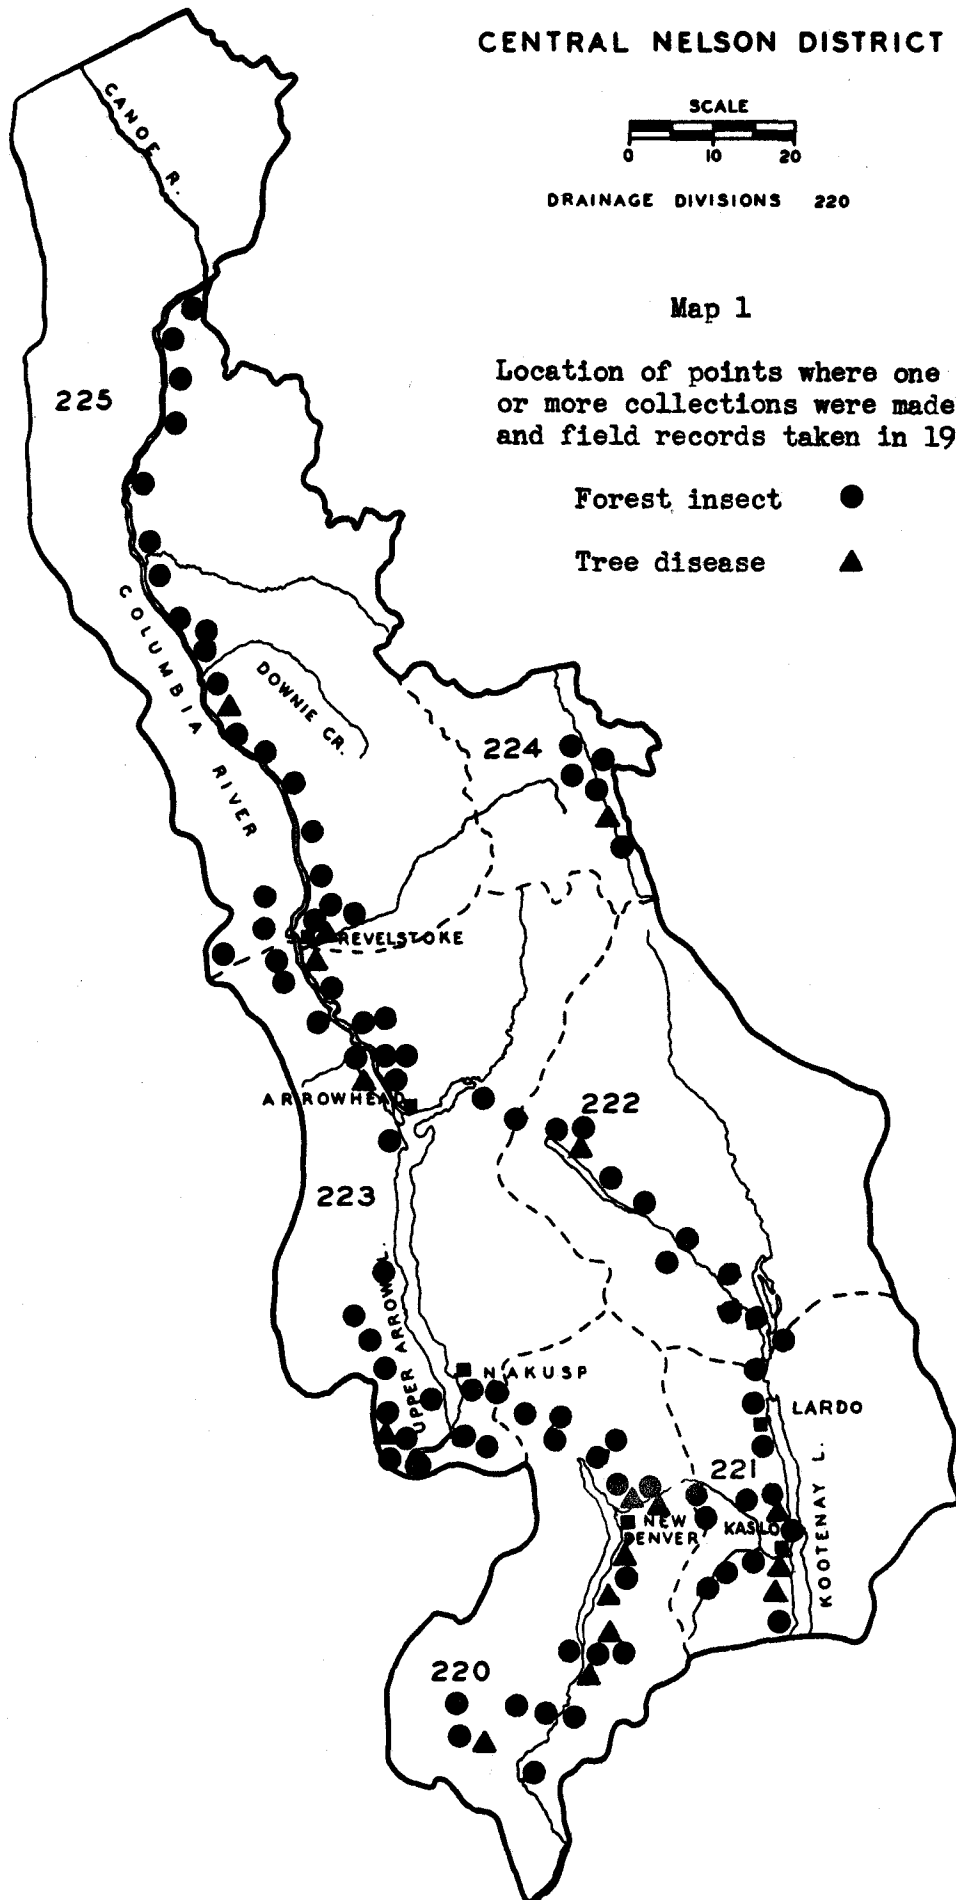 CENTRAL NELSON DISTRICT
SCALE
0 10 20
DRAINAGE DIVISIONS 220
Map 1
Location of points where one
or more collections were made
and field records taken in 19
Forest insect
Tree disease
CANOE R.
225
COLUMBIA RIVER
DOWNIE CR.
224
REVELSTOKE
ARROWHEAD
222
223
UPPER ARROW L.
NAKUSP
LARDO
221
NEW
DENVER
KASLO
KOOTENAY L.
220